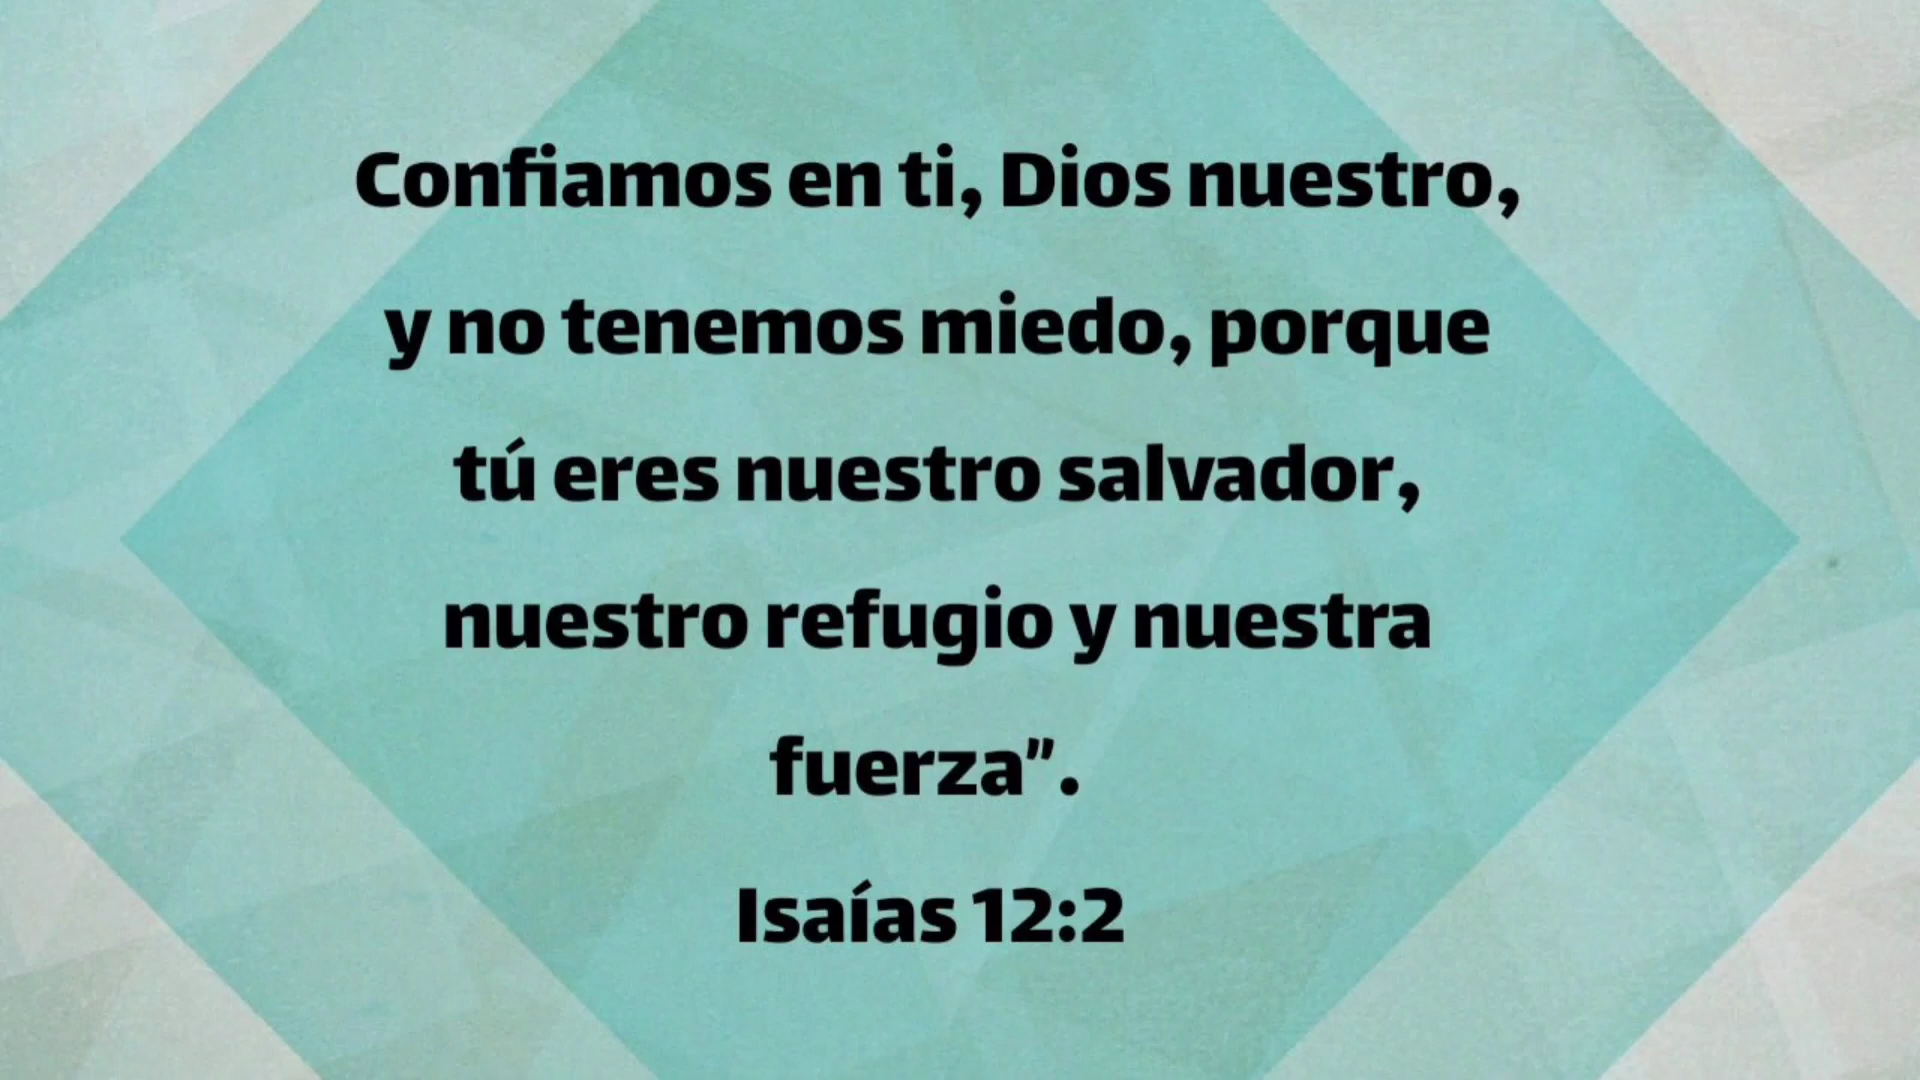 Confiamos en ti, Dios nuestro,
y no tenemos miedo, porque
tú eres nuestro salvador,
nuestro refugio y nuestra
fuerza”.
Isaías 12:2